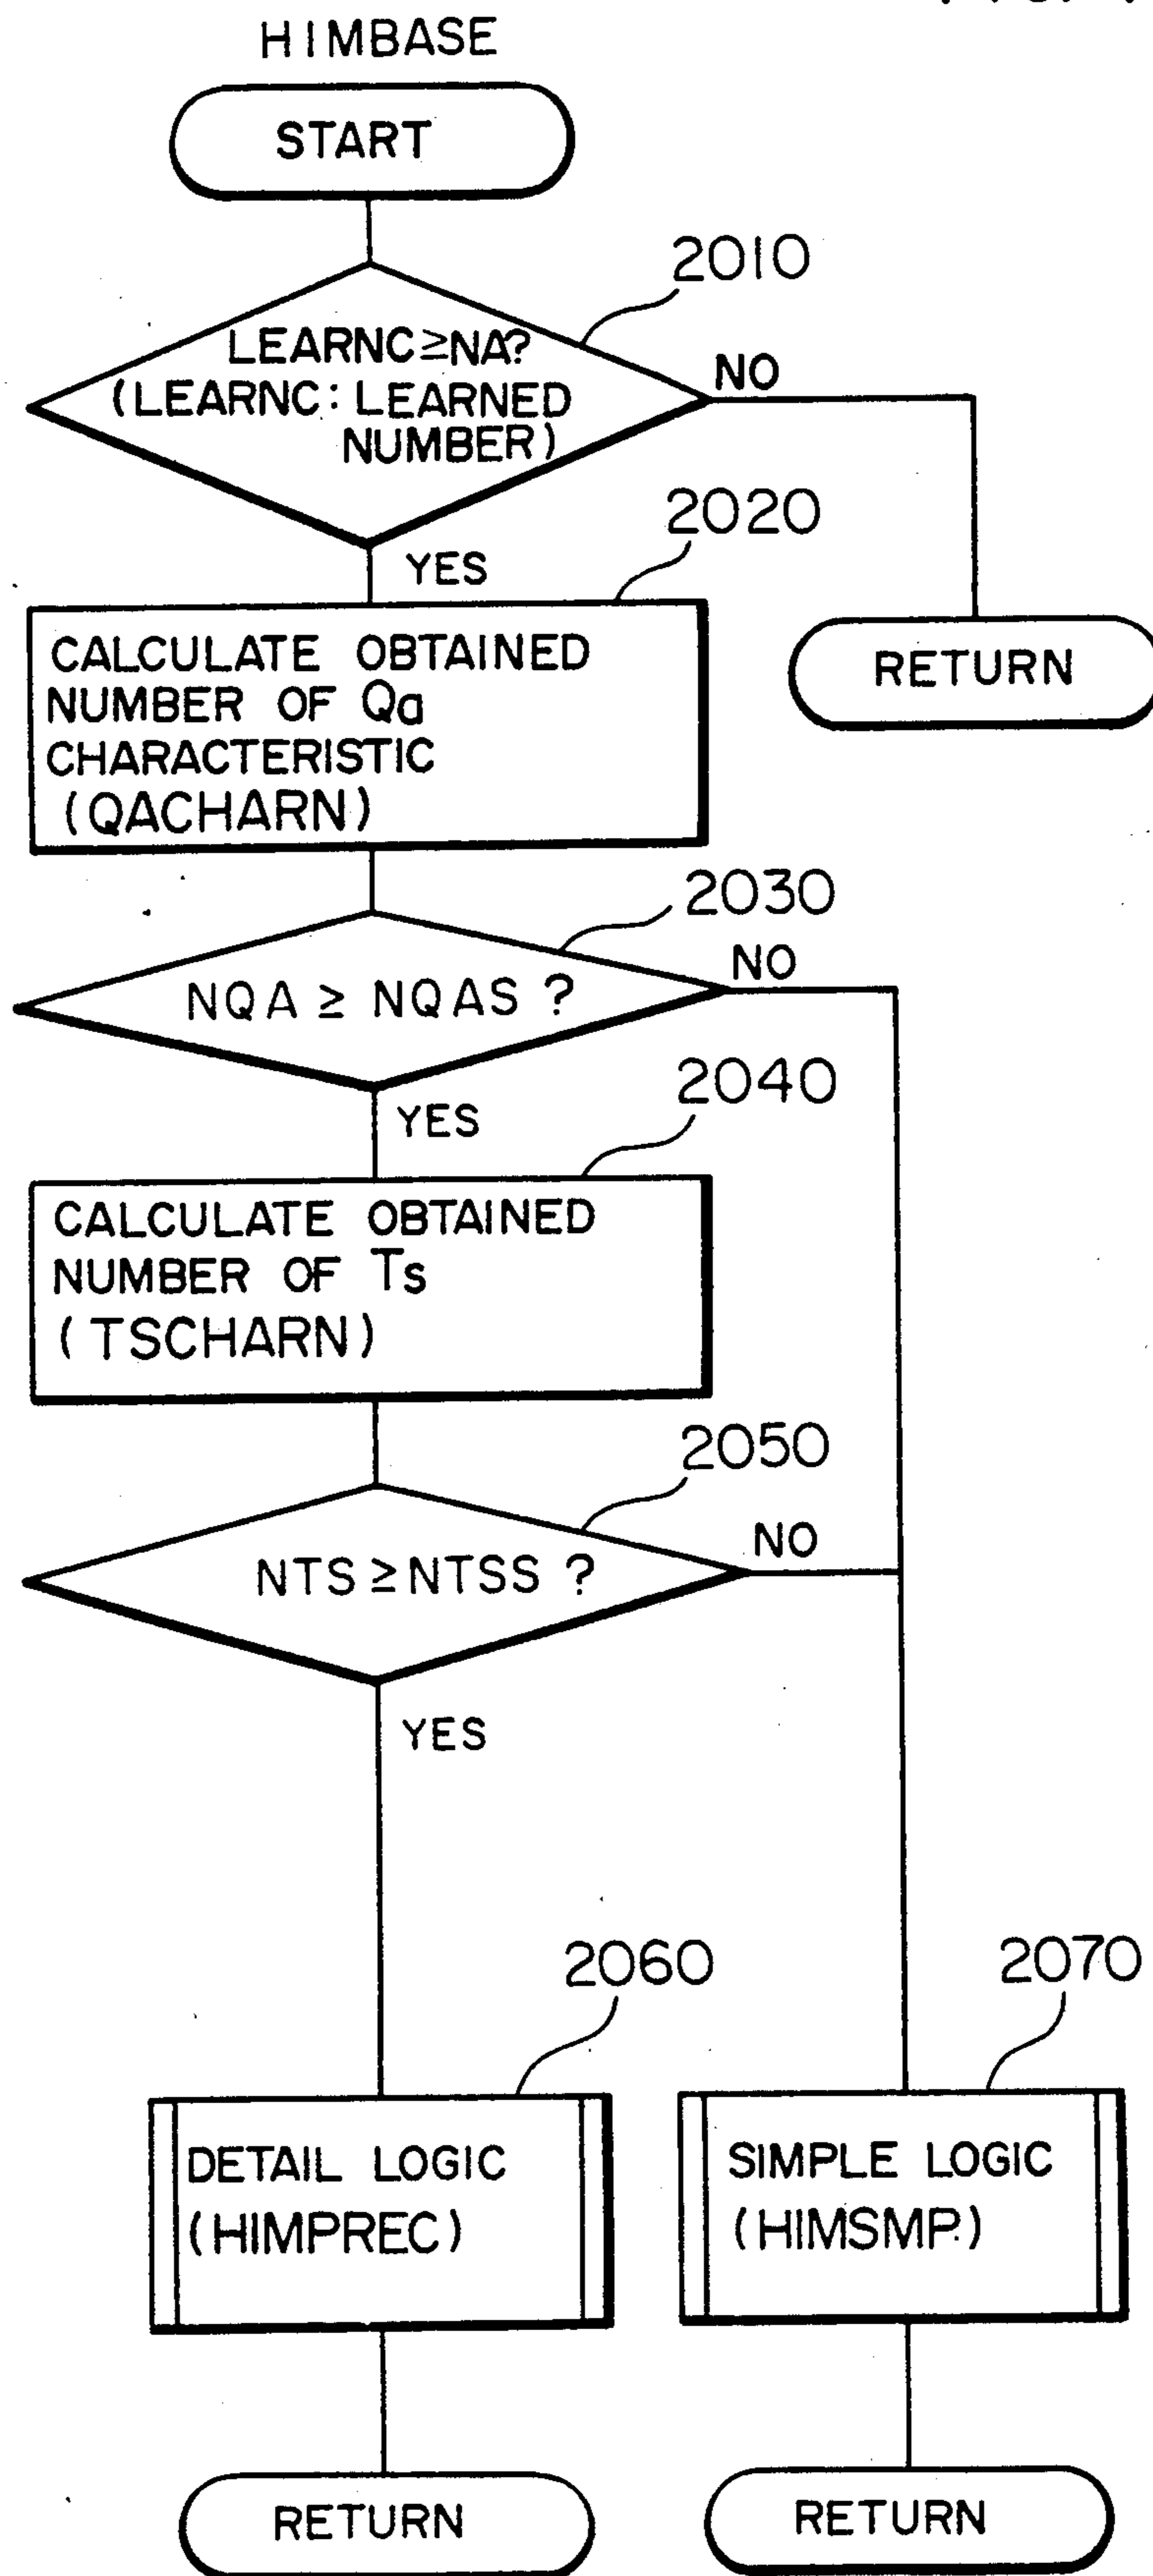 HIMBASE
START
2010
LEARNC≥NA?
(LEARNC: LEARNED
NUMBER)
NO
2020
YES
CALCULATE OBTAINED
NUMBER OF Qa
CHARACTERISTIC
(QACHARN)
RETURN
2030
NQA ≥ NQAS ?
NO
2040
YES
CALCULATE OBTAINED
NUMBER OF Ts
(TSCHARN)
2050
NTS ≥ NTSS ?
NO
YES
2060
2070
DETAIL LOGIC
(HIMPREC)
SIMPLE LOGIC
(HIMSMP.)
RETURN
RETURN